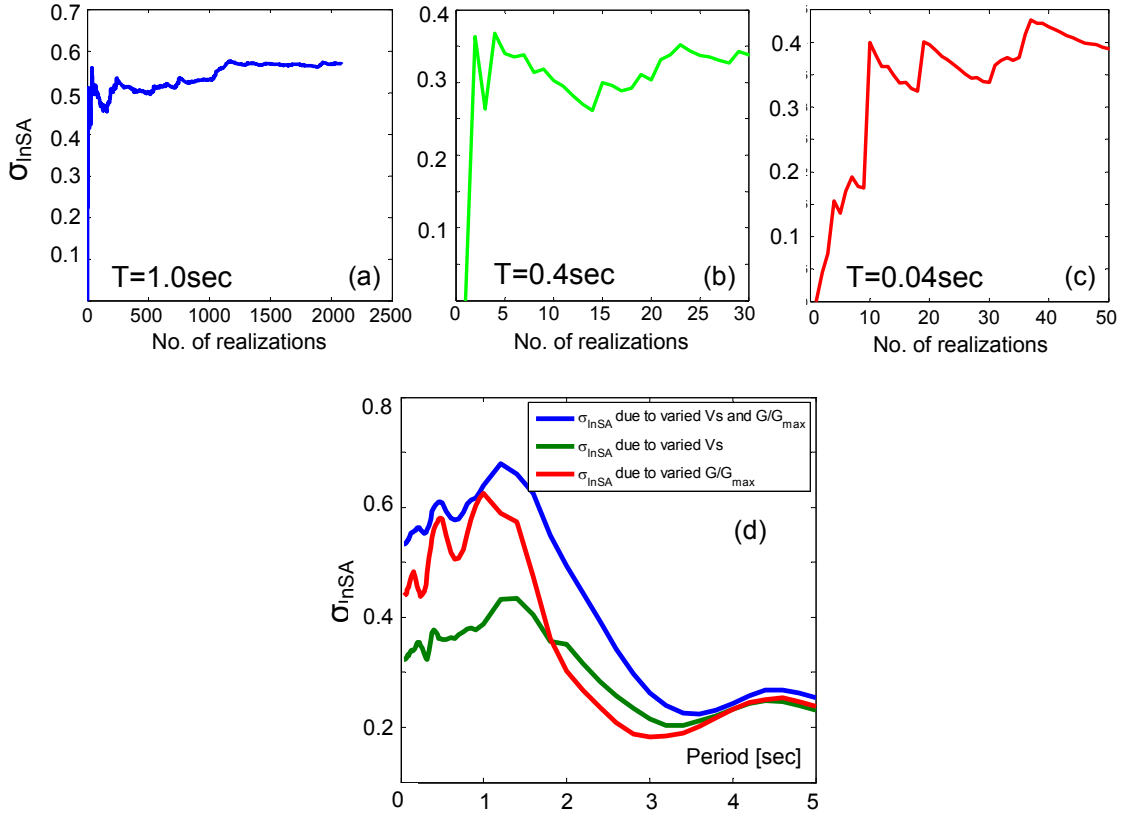 0.7
0.6
0.5
0.4
0.3
0.2
0.1
σlnSA
T=1.0sec
(a)
0 500 1000 1500 2000 2500
No. of realizations
0.4
0.3
0.2
0.1
T=0.4sec
(b)
0 5 10 15 20 25 30
No. of realizations
0.4
0.3
0.2
0.1
T=0.04sec
(c)
0 10 20 30 40 50
No. of realizations
0.8
0.6
0.4
0.2
σlnSA
σlnSA due to varied Vs and G/Gmax
σlnSA due to varied Vs
σlnSA due to varied G/Gmax
(d)
Period [sec]
0 1 2 3 4 5